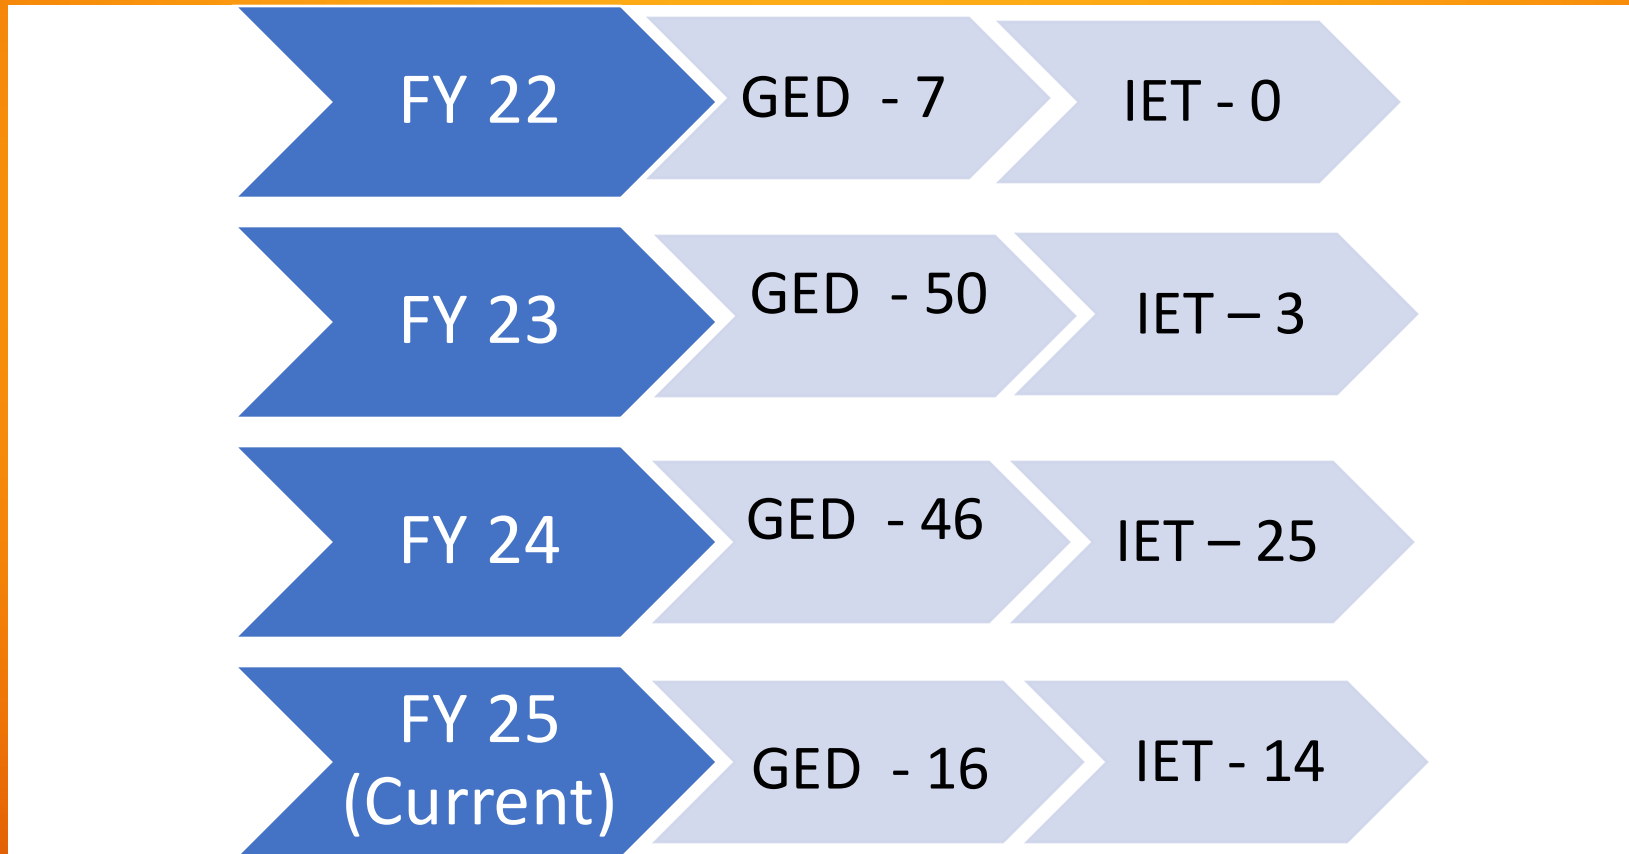 FY 22
GED  - 7
IET - 0
FY 23
GED  - 50
IET – 3
FY 24
GED  - 46
IET – 25
FY 25
(Current)
GED  - 16
IET - 14